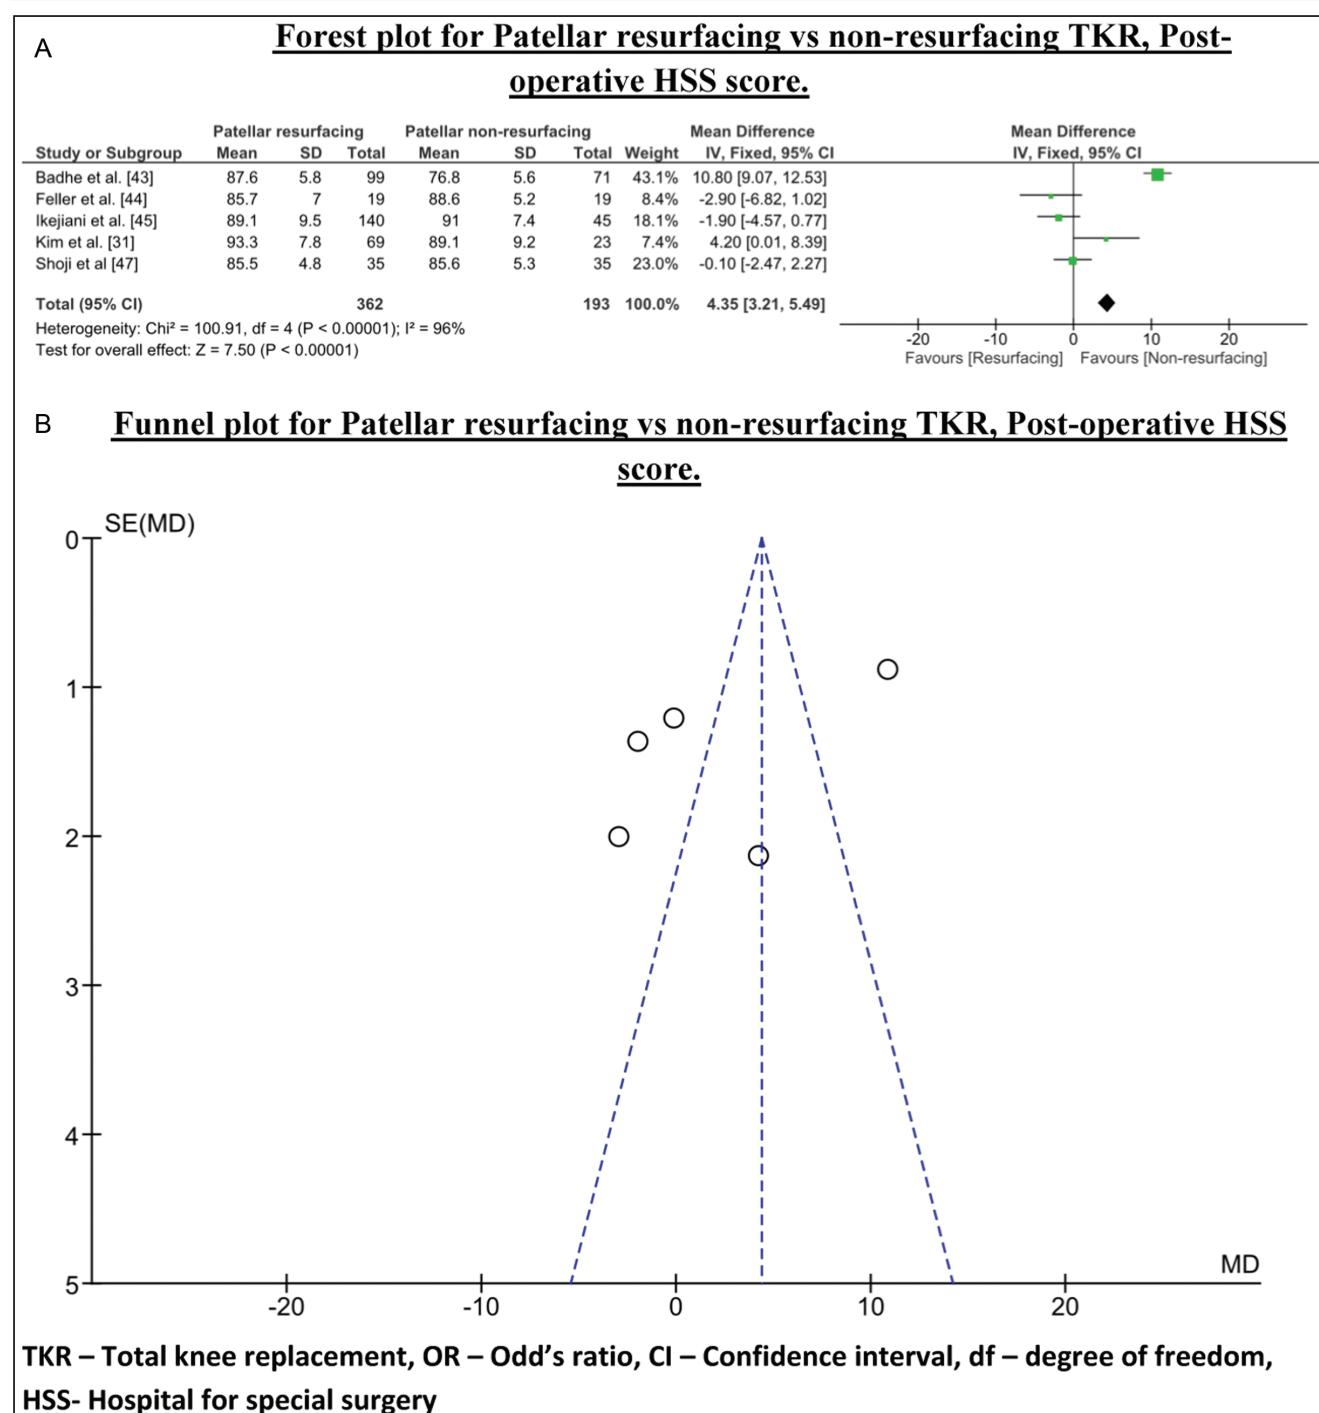 A
Forest plot for Patellar resurfacing vs non-resurfacing TKR, Post-
operative HSS score.
Patellar resurfacing Patellar non-resurfacing Mean Difference Mean Difference
Study or Subgroup Mean SD Total Mean SD Total Weight IV, Fixed, 95% CI IV, Fixed, 95% CI
Badhe et al. [43] 87.6 5.8 99 76.8 5.6 71 43.1% 10.80 [9.07, 12.53]
Feller et al. [44] 85.7 7 19 88.6 5.2 19 8.4% -2.90 [-6.82, 1.02]
Ikejiani et al. [45] 89.1 9.5 140 91 7.4 45 18.1% -1.90 [-4.57, 0.77]
Kim et al. [31] 93.3 7.8 69 89.1 9.2 23 7.4% 4.20 [0.01, 8.39]
Shoji et al [47] 85.5 4.8 35 85.6 5.3 35 23.0% -0.10 [-2.47, 2.27]
Total (95% CI) 362 193 100.0% 4.35 [3.21, 5.49]
Heterogeneity: Chi² = 100.91, df = 4 (P < 0.00001); I² = 96%
Test for overall effect: Z = 7.50 (P < 0.00001)
-20 -10 0 10 20
Favours [Resurfacing] Favours [Non-resurfacing]
B
Funnel plot for Patellar resurfacing vs non-resurfacing TKR, Post-operative HSS
score.
SE(MD)
0
1
2
3
4
5
MD
-20 -10 0 10 20
TKR – Total knee replacement, OR – Odd’s ratio, CI – Confidence interval, df – degree of freedom,
HSS- Hospital for special surgery